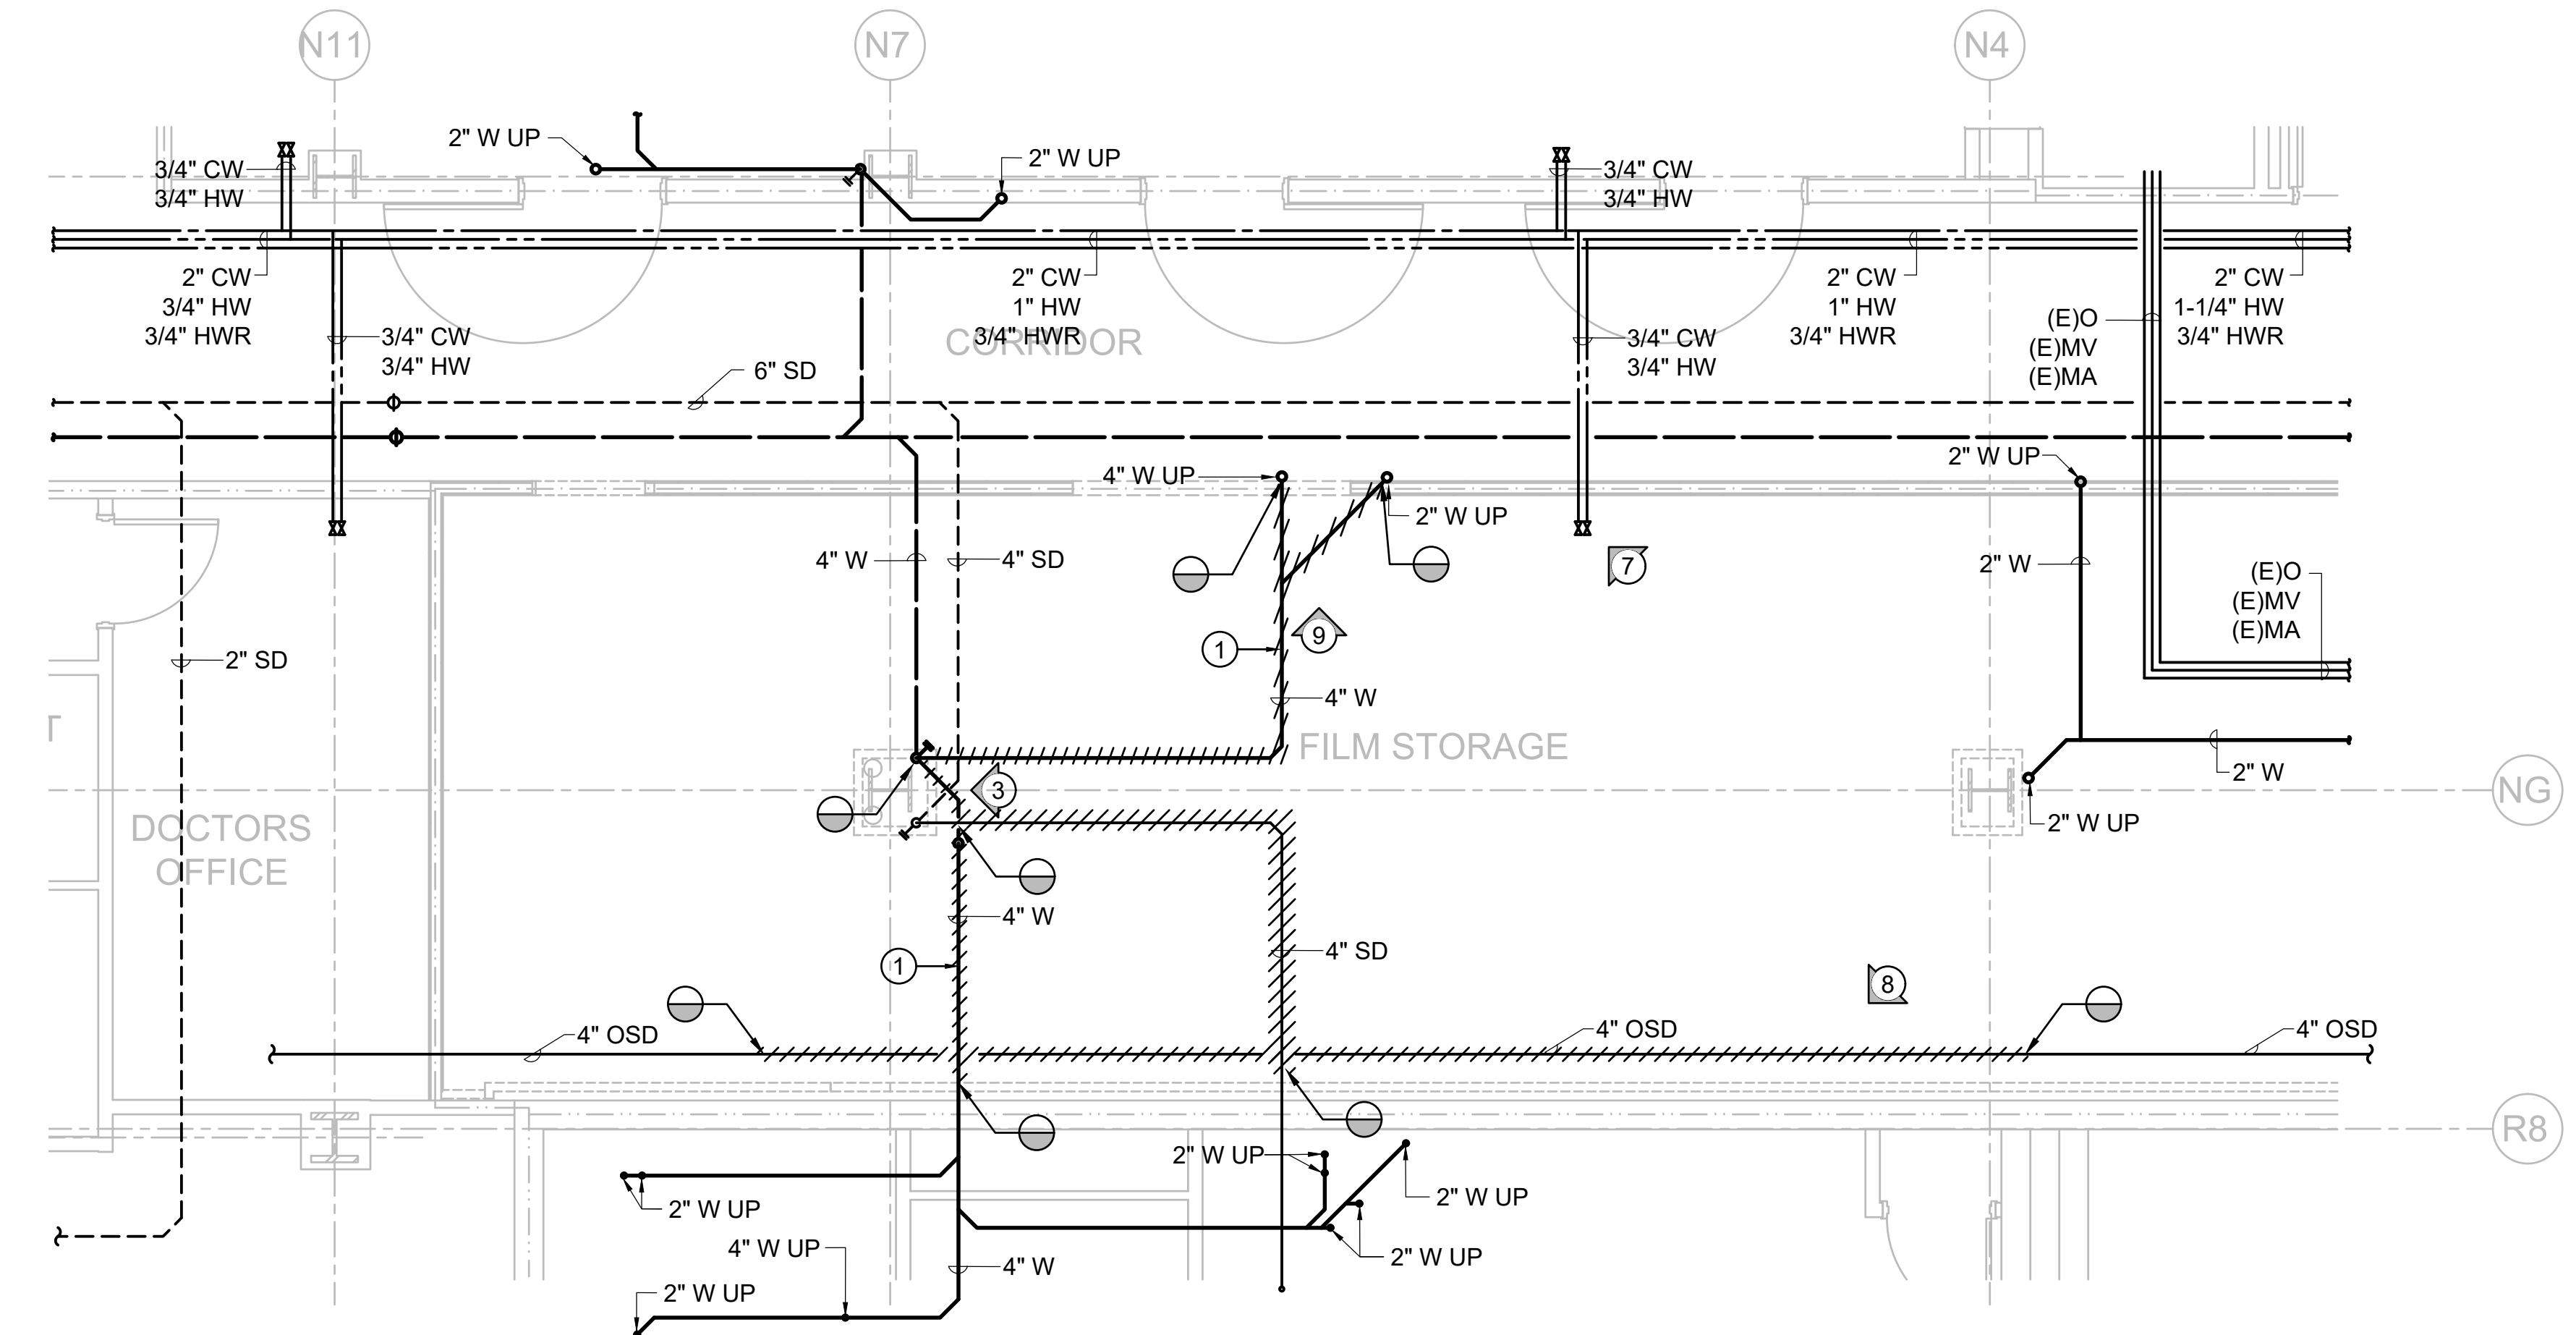 N11
N7
N4
2" W UP
2" W UP
3/4" CW
3/4" HW
3/4" CW
3/4" HW
2" CW
3/4" HW
3/4" HWR
2" CW
1" HW
3/4" HWR
2" CW
1" HW
3/4" HWR
2" CW
1-1/4" HW
3/4" HWR
(E)O
(E)MV
(E)MA
3/4" CW
3/4" HW
CORRIDOR
3/4" CW
3/4" HW
6" SD
4" W UP
2" W UP
2" W UP
4" W
4" SD
7
2" W
(E)O
(E)MV
(E)MA
9
1
2" SD
4" W
T
FILM STORAGE
2" W
3
NG
2" W UP
DOCTORS
OFFICE
4" W
1
4" SD
8
4" OSD
4" OSD
4" OSD
R8
2" W UP
2" W UP
2" W UP
2" W UP
4" W UP
4" W
2" W UP